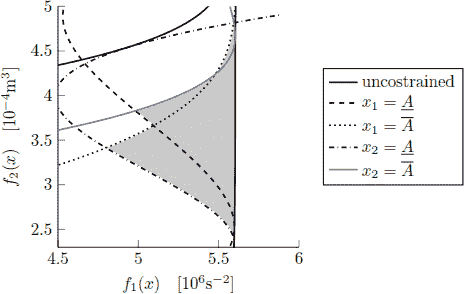 5
4.5
4
3.5
3
2.5
4.5
5
5.5
6
f₂(x) [10⁻⁴m³]
f₁(x) [10⁶s⁻²]
uncostrained
x₁ = A̲
x₁ = A̅
x₂ = A̲
x₂ = A̅